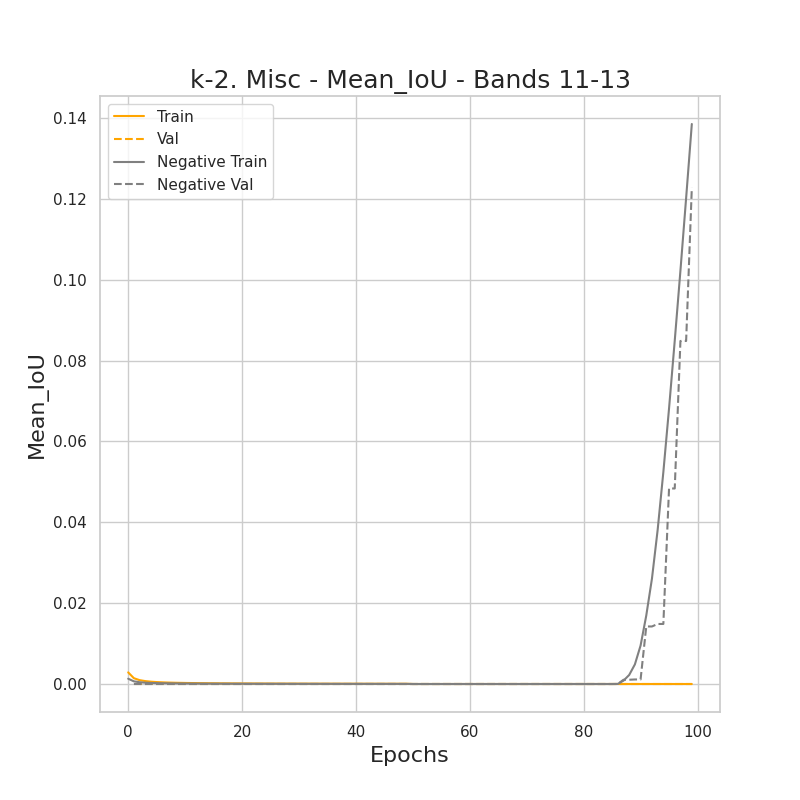 k-2. Misc - Mean_IoU - Bands 11-13
Train
Val
Negative Train
Negative Val
0.14
0.12
0.10
0.08
0.06
0.04
0.02
0.00
Mean_IoU
0 20 40 60 80 100
Epochs